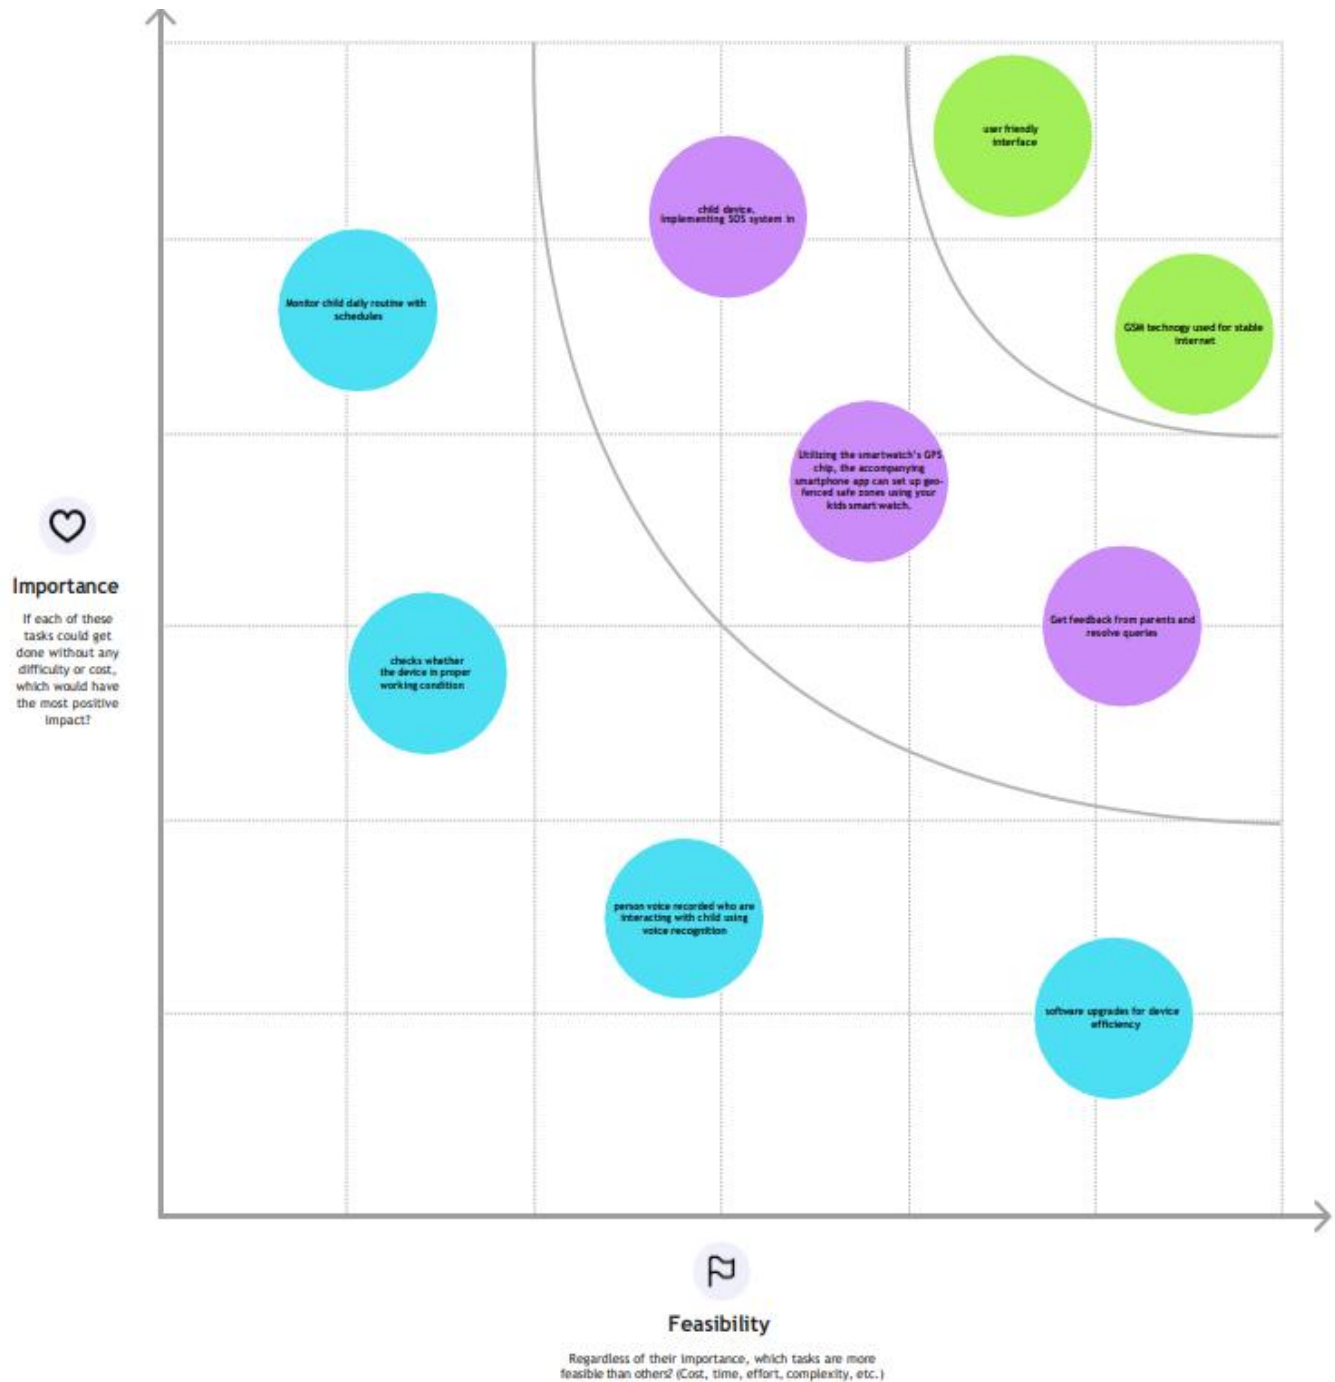 user friendly
interface
child device,
implementing SOS system in
Monitor child daily routine with
schedules
GSM technogy used for stable
internet
Utilizing the smartwatch's GPS
chip, the accompanying
smartphone app can set up geo-
fenced safe zones using your
kids smart watch.
Importance
If each of these
tasks could get
done without any
difficulty or cost,
which would have
the most positive
impact?
Get feedback from parents and
resolve queries
checks whether
the device in proper
working condition
person voice recorded who are
interacting with child using
voice recognition
software upgrades for device
efficiency
Feasibility
Regardless of their importance, which tasks are more
feasible than others? (Cost, time, effort, complexity, etc.)